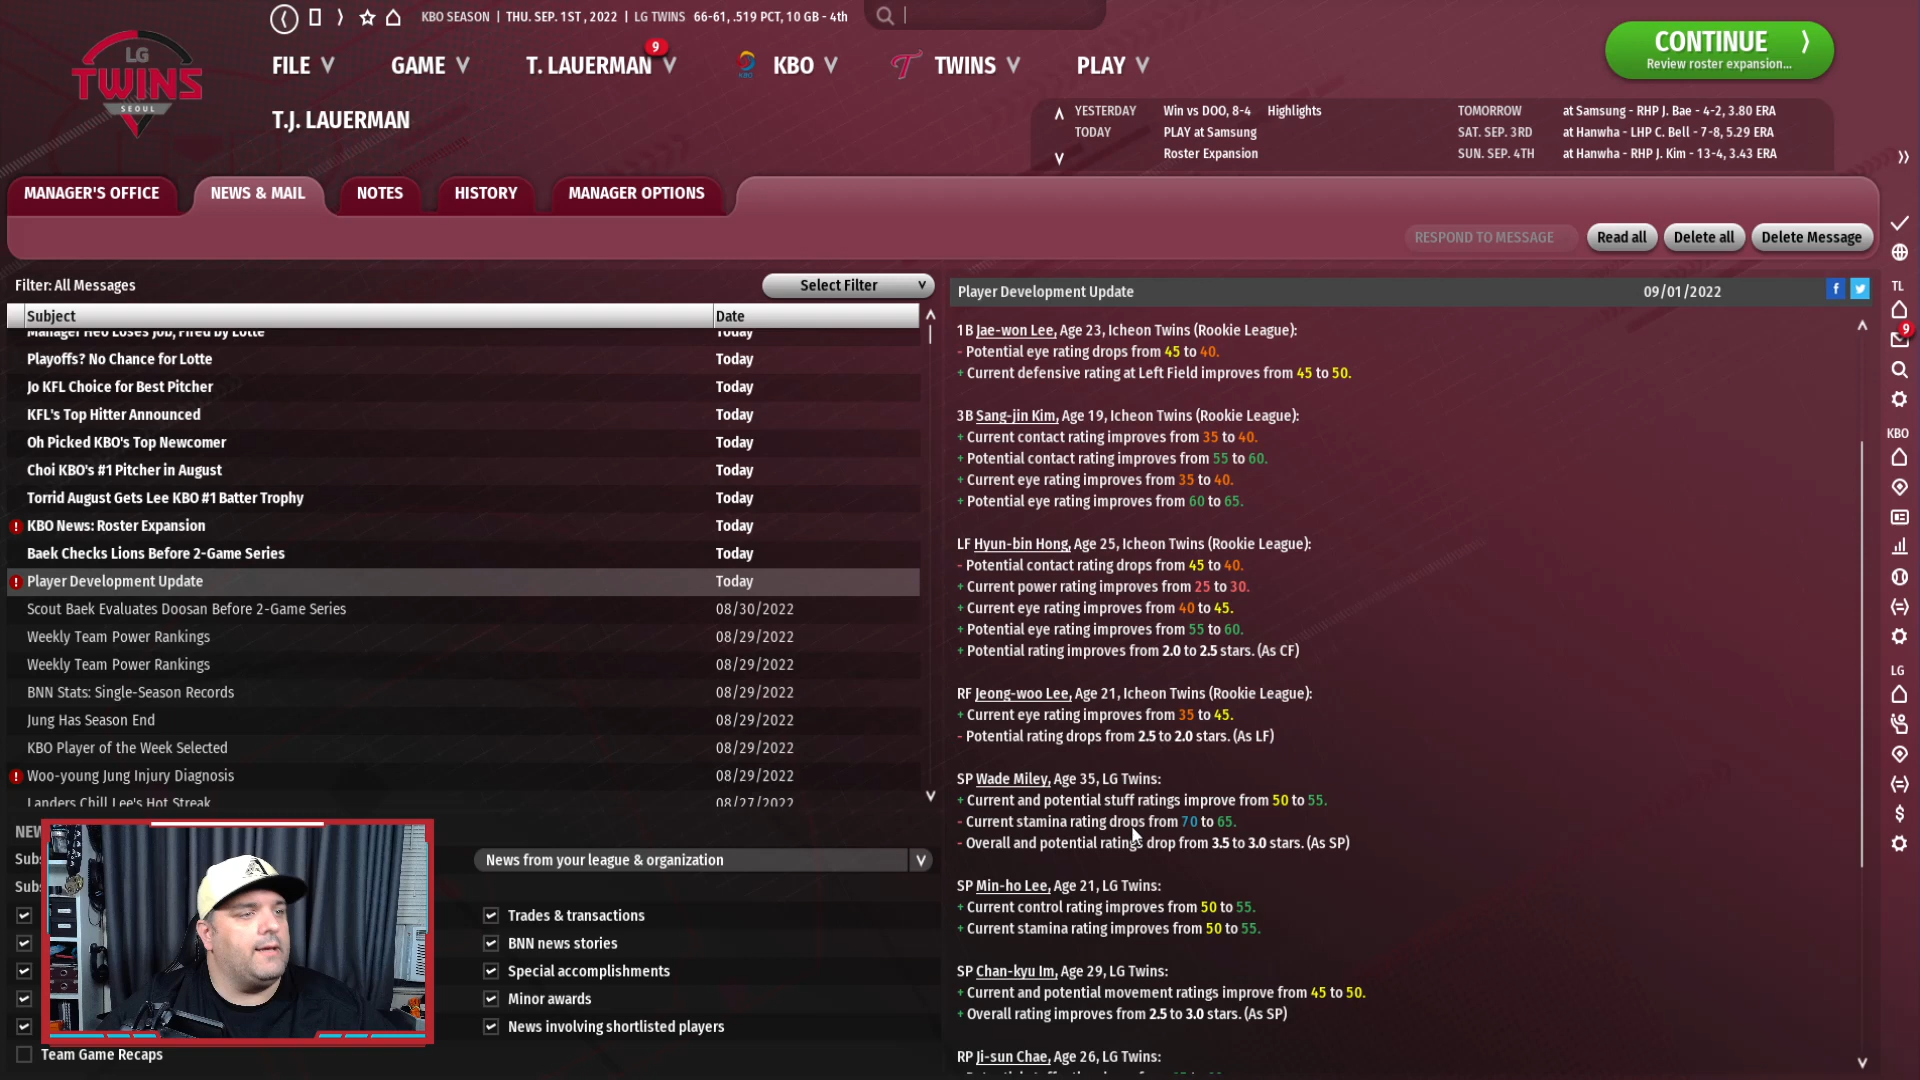 KBO SEASON | THU. SEP. 1ST , 2022 | LG TWINS 66-61, .519 PCT, 10 GB - 4th
LG
TWINS
SEOUL
FILE
GAME
T. LAUERMAN
9
KBO
KBO
TWINS
PLAY
CONTINUE
Review roster expansion...
T.J. LAUERMAN
YESTERDAY Win vs DOO, 8-4 Highlights
TODAY PLAY at Samsung
Roster Expansion
TOMORROW at Samsung - RHP J. Bae - 4-2, 3.80 ERA
SAT. SEP. 3RD at Hanwha - LHP C. Bell - 7-8, 5.29 ERA
SUN. SEP. 4TH at Hanwha - RHP J. Kim - 13-4, 3.43 ERA
MANAGER'S OFFICE
NEWS & MAIL
NOTES
HISTORY
MANAGER OPTIONS
RESPOND TO MESSAGE
Read all
Delete all
Delete Message
Filter: All Messages
Select Filter
Subject Date
Manager Heo Loses Job, Fired by Lotte Today
Playoffs? No Chance for Lotte Today
Jo KFL Choice for Best Pitcher Today
KFL's Top Hitter Announced Today
Oh Picked KBO's Top Newcomer Today
Choi KBO's #1 Pitcher in August Today
Torrid August Gets Lee KBO #1 Batter Trophy Today
KBO News: Roster Expansion Today
Baek Checks Lions Before 2-Game Series Today
Player Development Update Today
Scout Baek Evaluates Doosan Before 2-Game Series 08/30/2022
Weekly Team Power Rankings 08/29/2022
Weekly Team Power Rankings 08/29/2022
BNN Stats: Single-Season Records 08/29/2022
Jung Has Season End 08/29/2022
KBO Player of the Week Selected 08/29/2022
Woo-young Jung Injury Diagnosis 08/29/2022
Landers Chill Lee's Hot Streak 08/27/2022
NEW
Subs
Subs
News from your league & organization
Trades & transactions
BNN news stories
Special accomplishments
Minor awards
News involving shortlisted players
Team Game Recaps
Player Development Update 09/01/2022
1B Jae-won Lee, Age 23, Icheon Twins (Rookie League):
- Potential eye rating drops from 45 to 40.
+ Current defensive rating at Left Field improves from 45 to 50.
3B Sang-jin Kim, Age 19, Icheon Twins (Rookie League):
+ Current contact rating improves from 35 to 40.
+ Potential contact rating improves from 55 to 60.
+ Current eye rating improves from 35 to 40.
+ Potential eye rating improves from 60 to 65.
LF Hyun-bin Hong, Age 25, Icheon Twins (Rookie League):
- Potential contact rating drops from 45 to 40.
+ Current power rating improves from 25 to 30.
+ Current eye rating improves from 40 to 45.
+ Potential eye rating improves from 55 to 60.
+ Potential rating improves from 2.0 to 2.5 stars. (As CF)
RF Jeong-woo Lee, Age 21, Icheon Twins (Rookie League):
+ Current eye rating improves from 35 to 45.
- Potential rating drops from 2.5 to 2.0 stars. (As LF)
SP Wade Miley, Age 35, LG Twins:
+ Current and potential stuff ratings improve from 50 to 55.
- Current stamina rating drops from 70 to 65.
- Overall and potential ratings drop from 3.5 to 3.0 stars. (As SP)
SP Min-ho Lee, Age 21, LG Twins:
+ Current control rating improves from 50 to 55.
+ Current stamina rating improves from 50 to 55.
SP Chan-kyu Im, Age 29, LG Twins:
+ Current and potential movement ratings improve from 45 to 50.
+ Overall rating improves from 2.5 to 3.0 stars. (As SP)
RP Ji-sun Chae, Age 26, LG Twins:
TL
9
KBO
LG